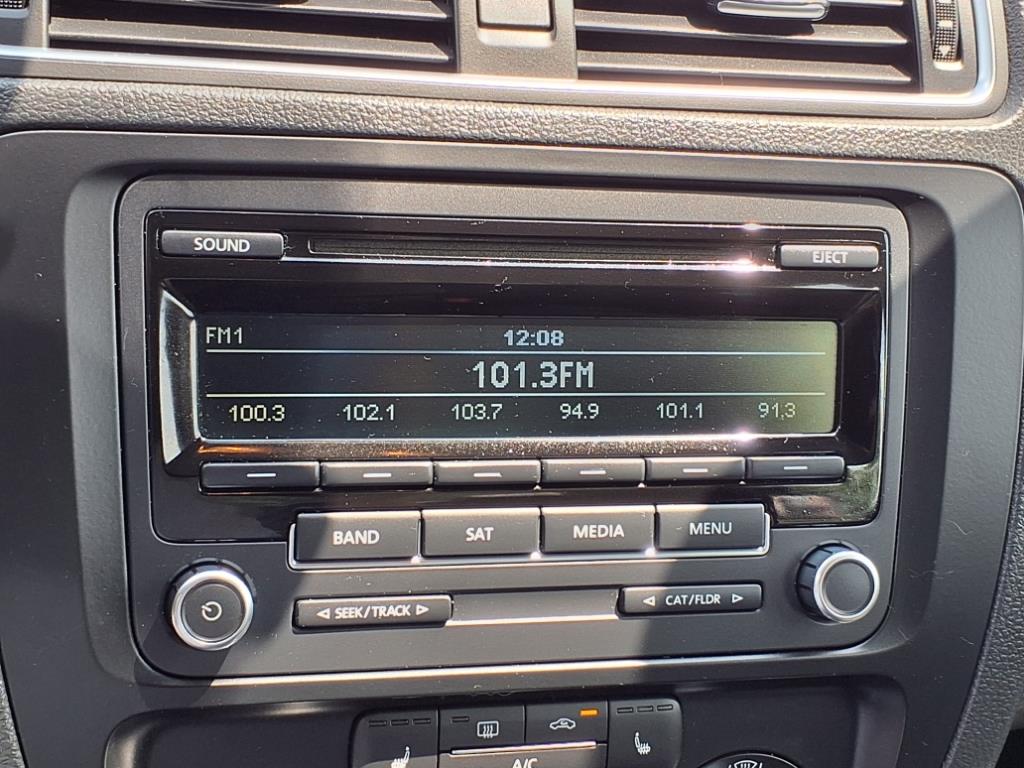 SOUND
EJECT
FM1 12:08
101.3FM
100.3 102.1 103.7 94.9 101.1 91.3
BAND SAT MEDIA MENU
SEEK/TRACK CAT/FLDR
A/C